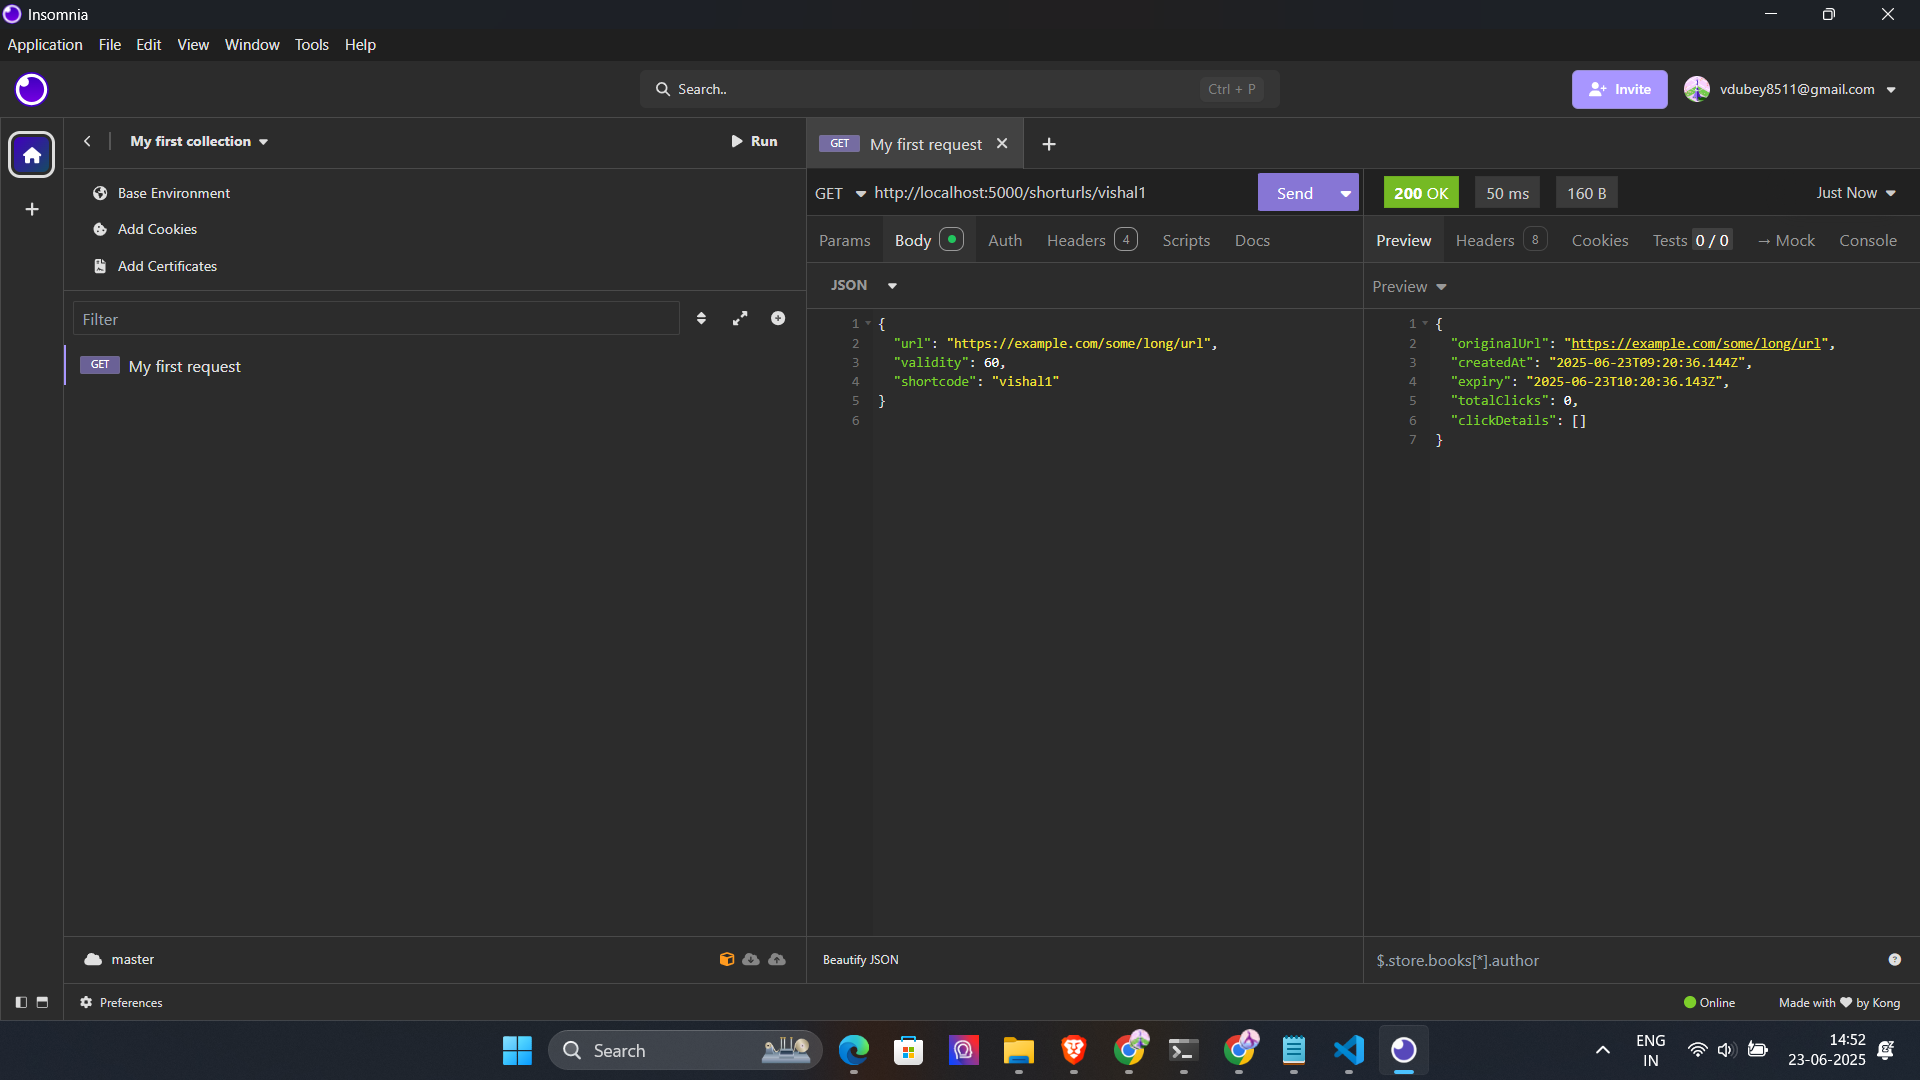 Insomnia
Application File Edit View Window Tools Help
Search.. Ctrl + P
Invite vdubey8511@gmail.com
My first collection Run
Base Environment
Add Cookies
Add Certificates
Filter
GET My first request
master
Preferences
GET My first request
GET http://localhost:5000/shorturls/vishal1 Send
Params Body Auth Headers 4 Scripts Docs
JSON
1 {
2 "url": "https://example.com/some/long/url",
3 "validity": 60,
4 "shortcode": "vishal1"
5 }
6
Beautify JSON
200 OK 50 ms 160 B Just Now
Preview Headers 8 Cookies Tests 0 / 0 → Mock Console
Preview
1 {
2 "originalUrl": "https://example.com/some/long/url",
3 "createdAt": "2025-06-23T09:20:36.144Z",
4 "expiry": "2025-06-23T10:20:36.143Z",
5 "totalClicks": 0,
6 "clickDetails": []
7 }
$.store.books[*].author
Online Made with ❤ by Kong
Search
ENG
IN
14:52
23-06-2025